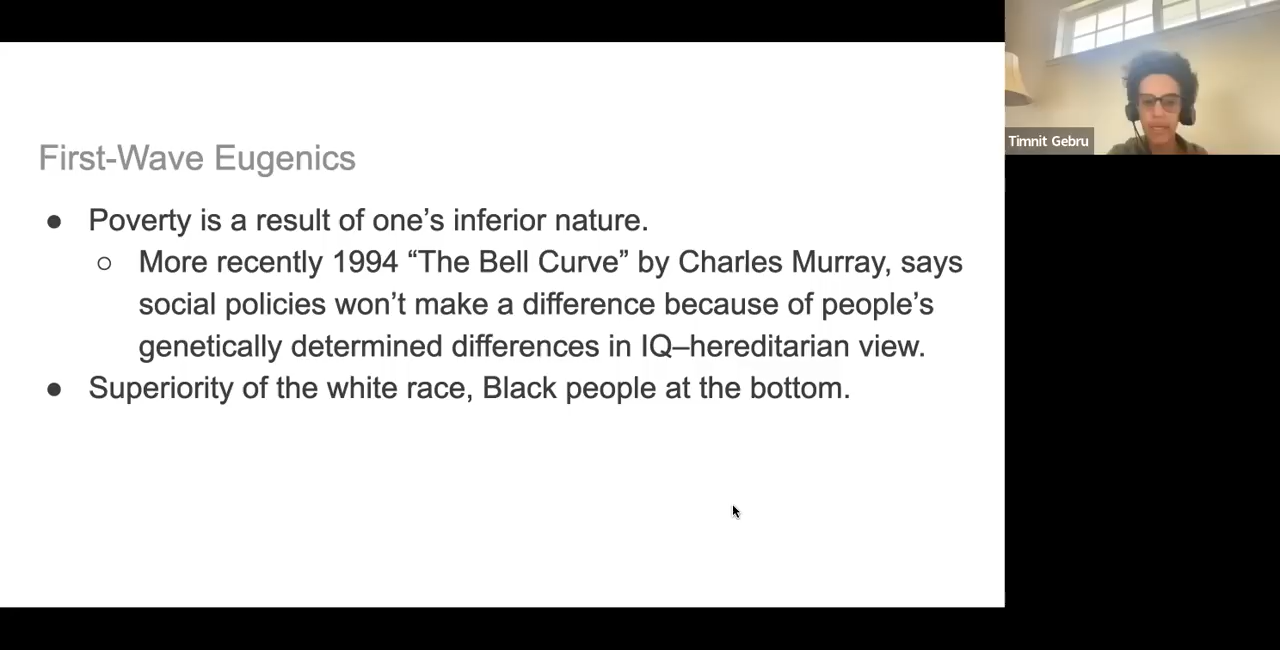 First-Wave Eugenics
● Poverty is a result of one’s inferior nature.
○ More recently 1994 “The Bell Curve” by Charles Murray, says
social policies won’t make a difference because of people’s
genetically determined differences in IQ–hereditarian view.
● Superiority of the white race, Black people at the bottom.
Timnit Gebru